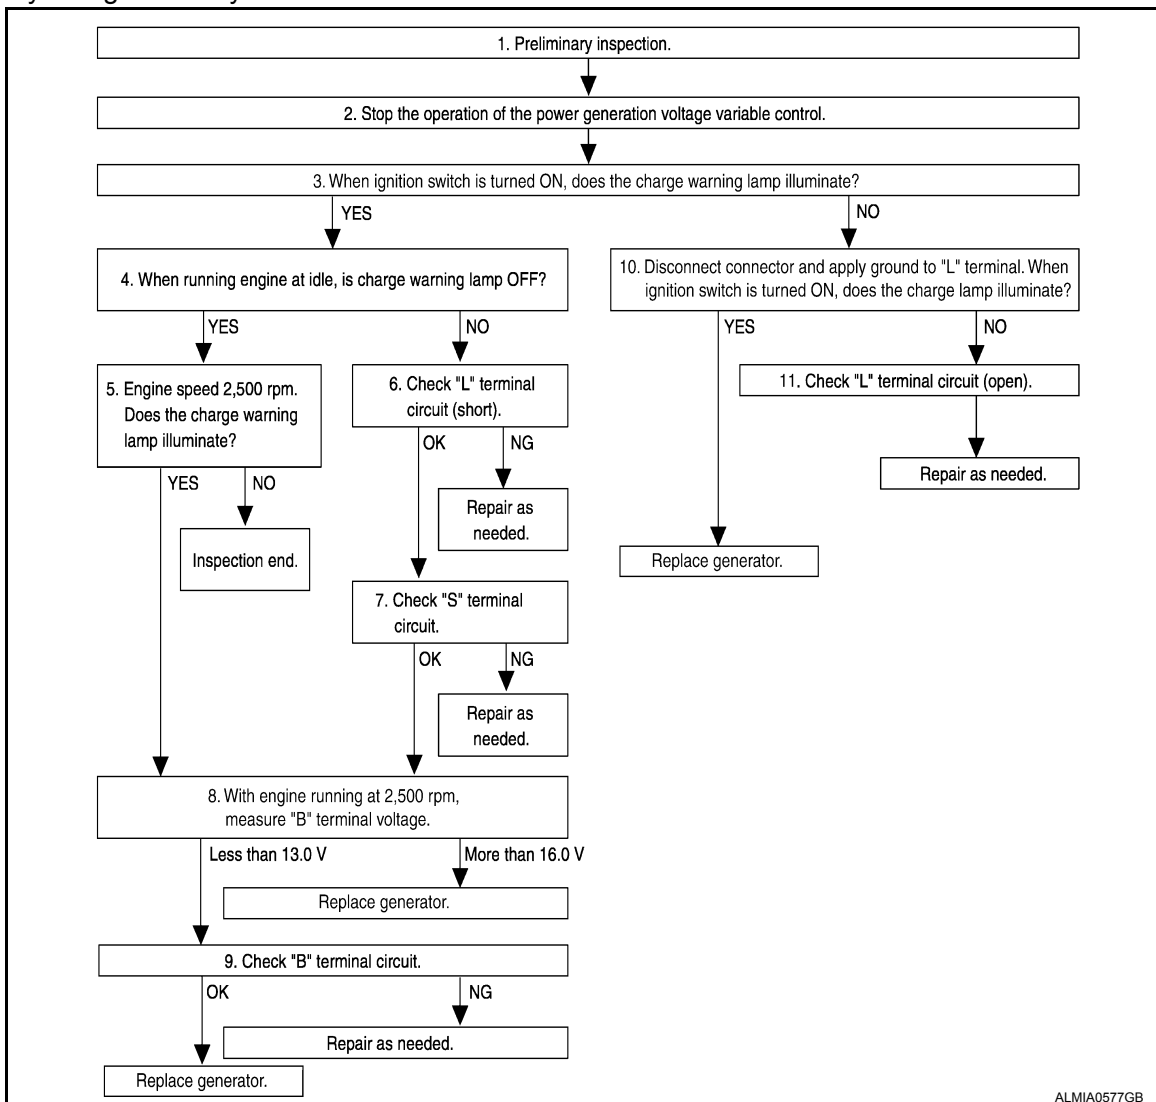 1. Preliminary inspection.
2. Stop the operation of the power generation voltage variable control.
3. When ignition switch is turned ON, does the charge warning lamp illuminate?
YES
NO
4. When running engine at idle, is charge warning lamp OFF?
10. Disconnect connector and apply ground to "L" terminal. When
ignition switch is turned ON, does the charge lamp illuminate?
YES
NO
YES
NO
5. Engine speed 2,500 rpm.
Does the charge warning
lamp illuminate?
6. Check "L" terminal
circuit (short).
11. Check "L" terminal circuit (open).
OK
NG
YES
NO
Repair as needed.
Repair as
needed.
Inspection end.
Replace generator.
7. Check "S" terminal
circuit.
OK
NG
Repair as
needed.
8. With engine running at 2,500 rpm,
measure "B" terminal voltage.
Less than 13.0 V
More than 16.0 V
Replace generator.
9. Check "B" terminal circuit.
OK
NG
Repair as needed.
Replace generator.
ALMIA0577GB